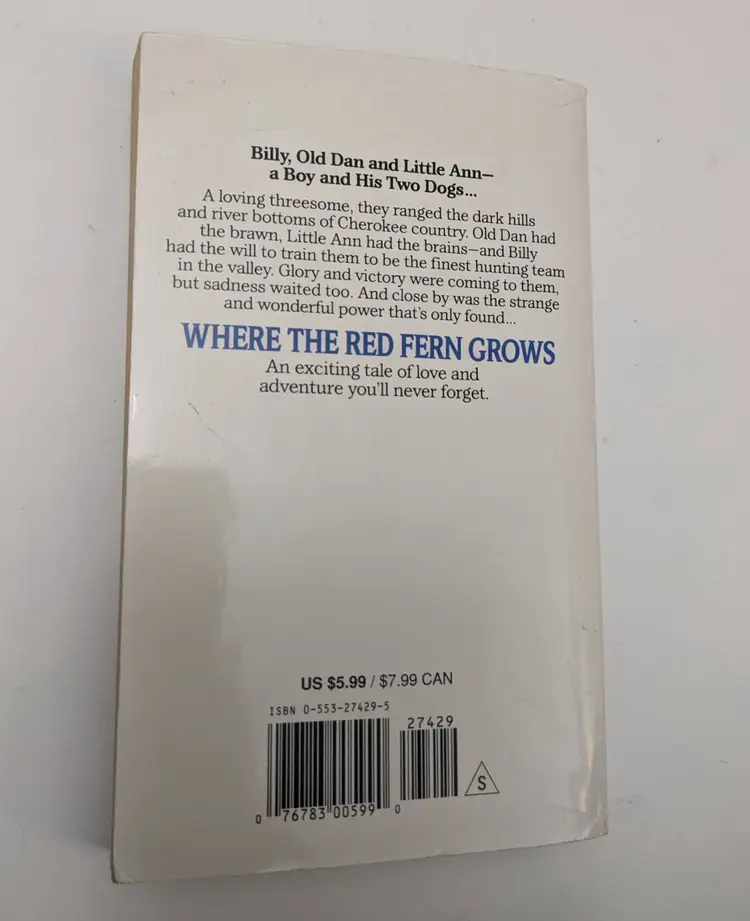 Billy, Old Dan and Little Ann—
a Boy and His Two Dogs...
A loving threesome, they ranged the dark hills
and river bottoms of Cherokee country. Old Dan had
the brawn, Little Ann had the brains—and Billy
had the will to train them to be the finest hunting team
in the valley. Glory and victory were coming to them,
but sadness waited too. And close by was the strange
and wonderful power that's only found...
WHERE THE RED FERN GROWS
An exciting tale of love and
adventure you'll never forget.
US $5.99 / $7.99 CAN
ISBN 0-553-27429-5
27429
0 76783 00599 0
S